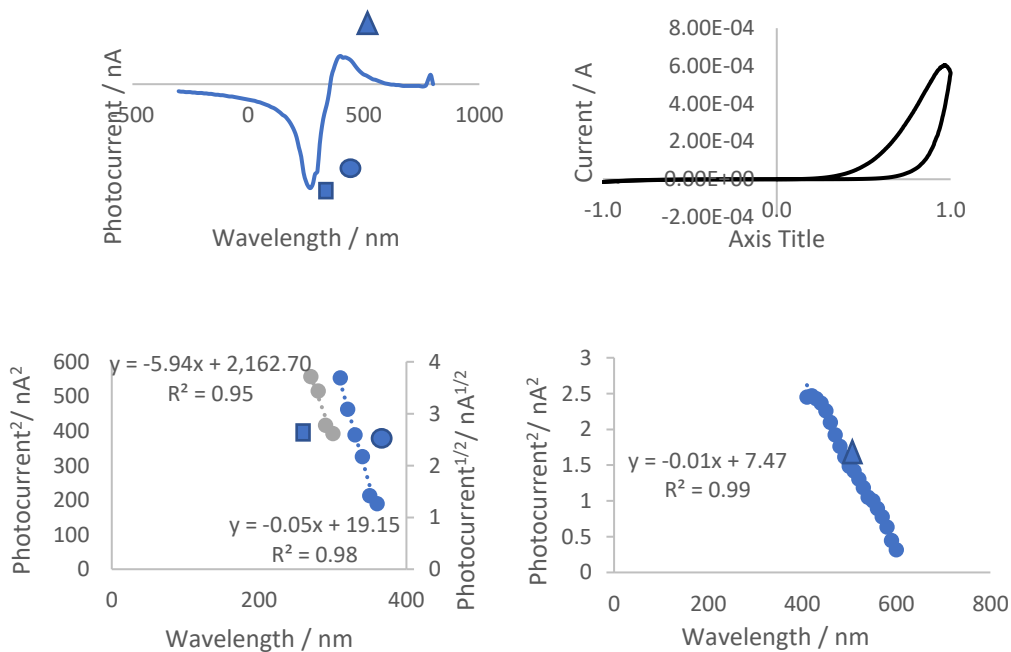 Photocurrent / nA
-500
0
500
1000
Wavelength / nm
Current / A
8.00E-04
6.00E-04
4.00E-04
2.00E-04
0.00E+00
-2.00E-04
-1.0
0.0
1.0
Axis Title
Photocurrent²/ nA²
600
500
400
300
200
100
0
y = -5.94x + 2,162.70
R² = 0.95
y = -0.05x + 19.15
R² = 0.98
4
3
2
1
0
Photocurrent^1/2/ nA^1/2
0
200
400
Wavelength / nm
Photocurrent²/ nA²
3
2.5
2
1.5
1
0.5
0
y = -0.01x + 7.47
R² = 0.99
0
200
400
600
800
Wavelength / nm